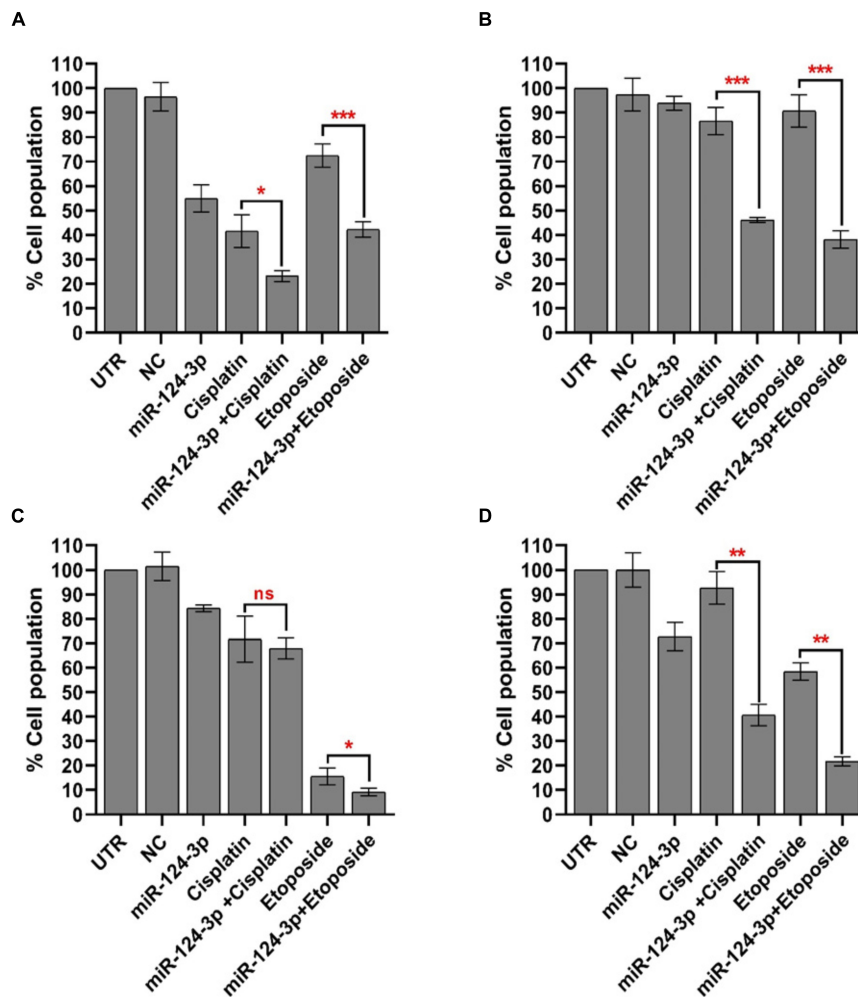 A
% Cell population
110
100
90
80
70
60
50
40
30
20
10
0
*
***
UTR
NC
miR-124-3p
Cisplatin
miR-124-3p +Cisplatin
Etoposide
miR-124-3p+Etoposide
B
% Cell population
110
100
90
80
70
60
50
40
30
20
10
0
***
***
UTR
NC
miR-124-3p
Cisplatin
miR-124-3p +Cisplatin
Etoposide
miR-124-3p+Etoposide
C
% Cell population
110
100
90
80
70
60
50
40
30
20
10
0
ns
*
UTR
NC
miR-124-3p
Cisplatin
miR-124-3p +Cisplatin
Etoposide
miR-124-3p+Etoposide
D
% Cell population
110
100
90
80
70
60
50
40
30
20
10
0
**
**
UTR
NC
miR-124-3p
Cisplatin
miR-124-3p +Cisplatin
Etoposide
miR-124-3p+Etoposide